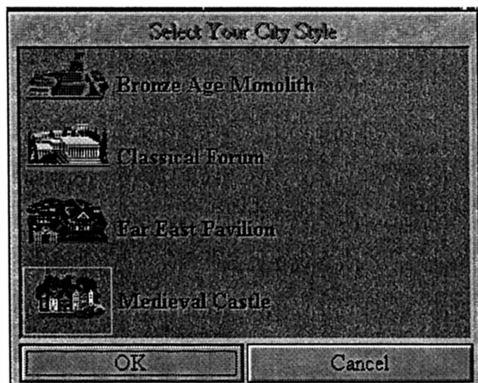 Select Your City Style
Bronze Age Monolith
Classical Forum
Far East Pavilion
Medieval Castle
OK
Cancel